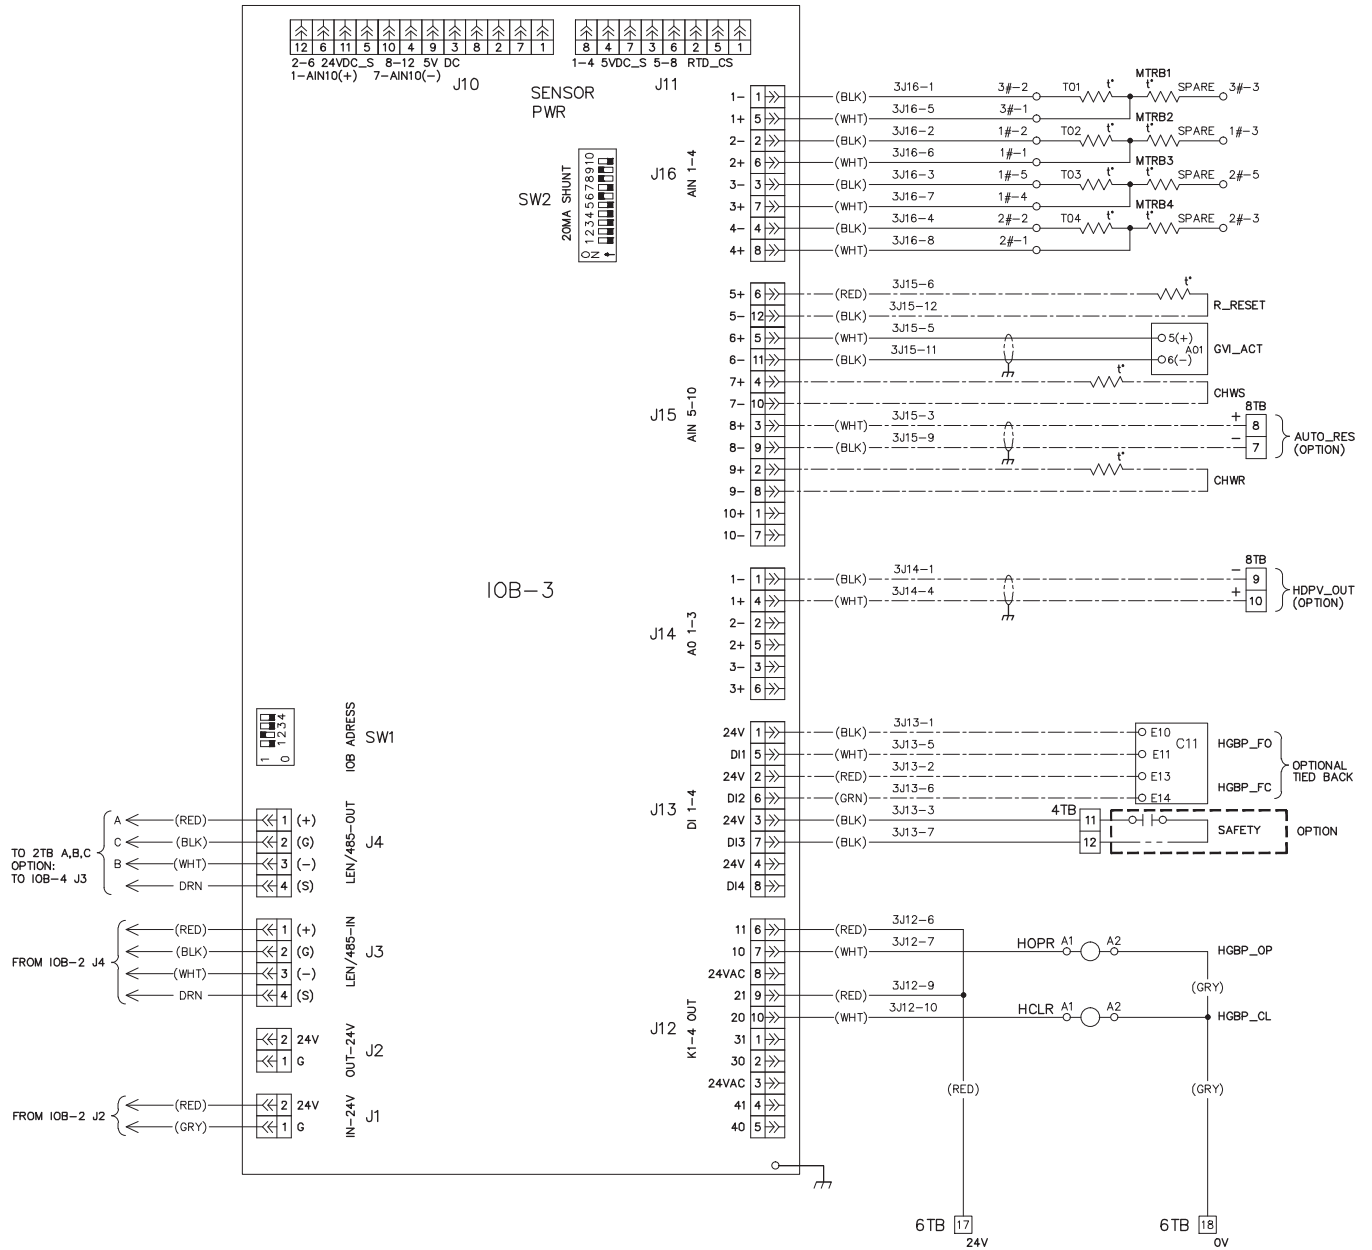 12 6 11 5 10 4 9 3 8 2 7 1
2-6 24VDC_S 8-12 5V DC
1-AIN10(+) 7-AIN10(-)
J10
8 4 7 3 6 2 5 1
1-4 5VDC_S 5-8 RTD_CS
J11
SENSOR
PWR
SW2
20MA SHUNT
12345678910
ON
IOB-3
J16
AIN 1-4
1- 1 (BLK) 3J16-1 3#-2 T01 t° MTRB1 t° SPARE 3#-3
1+ 5 (WHT) 3J16-5 3#-1
2- 2 (BLK) 3J16-2 1#-2 T02 t° MTRB2 t° SPARE 1#-3
2+ 6 (WHT) 3J16-6 1#-1
3- 3 (BLK) 3J16-3 1#-5 T03 t° MTRB3 t° SPARE 2#-5
3+ 7 (WHT) 3J16-7 1#-4
4- 4 (BLK) 3J16-4 2#-2 T04 t° MTRB4 t° SPARE 2#-3
4+ 8 (WHT) 3J16-8 2#-1
J15
AIN 5-10
5+ 6 (RED) 3J15-6 t°
R_RESET
5- 12 (BLK) 3J15-12
6+ 5 (WHT) 3J15-5 5(+)
A01 GVI_ACT
6- 11 (BLK) 3J15-11 6(-)
7+ 4 t°
CHWS
7- 10
8TB
8+ 3 (WHT) 3J15-3 + 8
8- 9 (BLK) 3J15-9 - 7
AUTO_RES
(OPTION)
9+ 2 t°
CHWR
9- 8
10+ 1
10- 7
J14
AO 1-3
8TB
1- 1 (BLK) 3J14-1 - 9
1+ 4 (WHT) 3J14-4 + 10
HDPV_OUT
(OPTION)
2- 2
2+ 5
3- 3
3+ 6
J13
DI 1-4
24V 1 (BLK) 3J13-1 E10
C11 HGBP_FO
DI1 5 (WHT) 3J13-5 E11
24V 2 (RED) 3J13-2 E13
HGBP_FC
DI2 6 (GRN) 3J13-6 E14
OPTIONAL
TIED BACK
24V 3 (BLK) 3J13-3 4TB 11
SAFETY OPTION
DI3 7 (BLK) 3J13-7 12
24V 4
DI4 8
J12
K1-4 OUT
11 6 (RED) 3J12-6
10 7 (WHT) 3J12-7 HOPR A1 A2 HGBP_OP
24VAC 8
(GRY)
21 9 (RED) 3J12-9
20 10 (WHT) 3J12-10 HCLR A1 A2 HGBP_CL
31 1
30 2
24VAC 3
41 4
40 5
(RED) (GRY)
6TB 17
24V
6TB 18
0V
SW1
IOB ADRESS
1234
1 0
J4
LEN/485-OUT
A (RED) 1 (+)
C (BLK) 2 (G)
B (WHT) 3 (-)
DRN 4 (S)
TO 2TB A,B,C
OPTION:
TO IOB-4 J3
J3
LEN/485-IN
(RED) 1 (+)
(BLK) 2 (G)
(WHT) 3 (-)
DRN 4 (S)
FROM IOB-2 J4
J2
OUT-24V
2 24V
1 G
J1
IN-24V
(RED) 2 24V
(GRY) 1 G
FROM IOB-2 J2